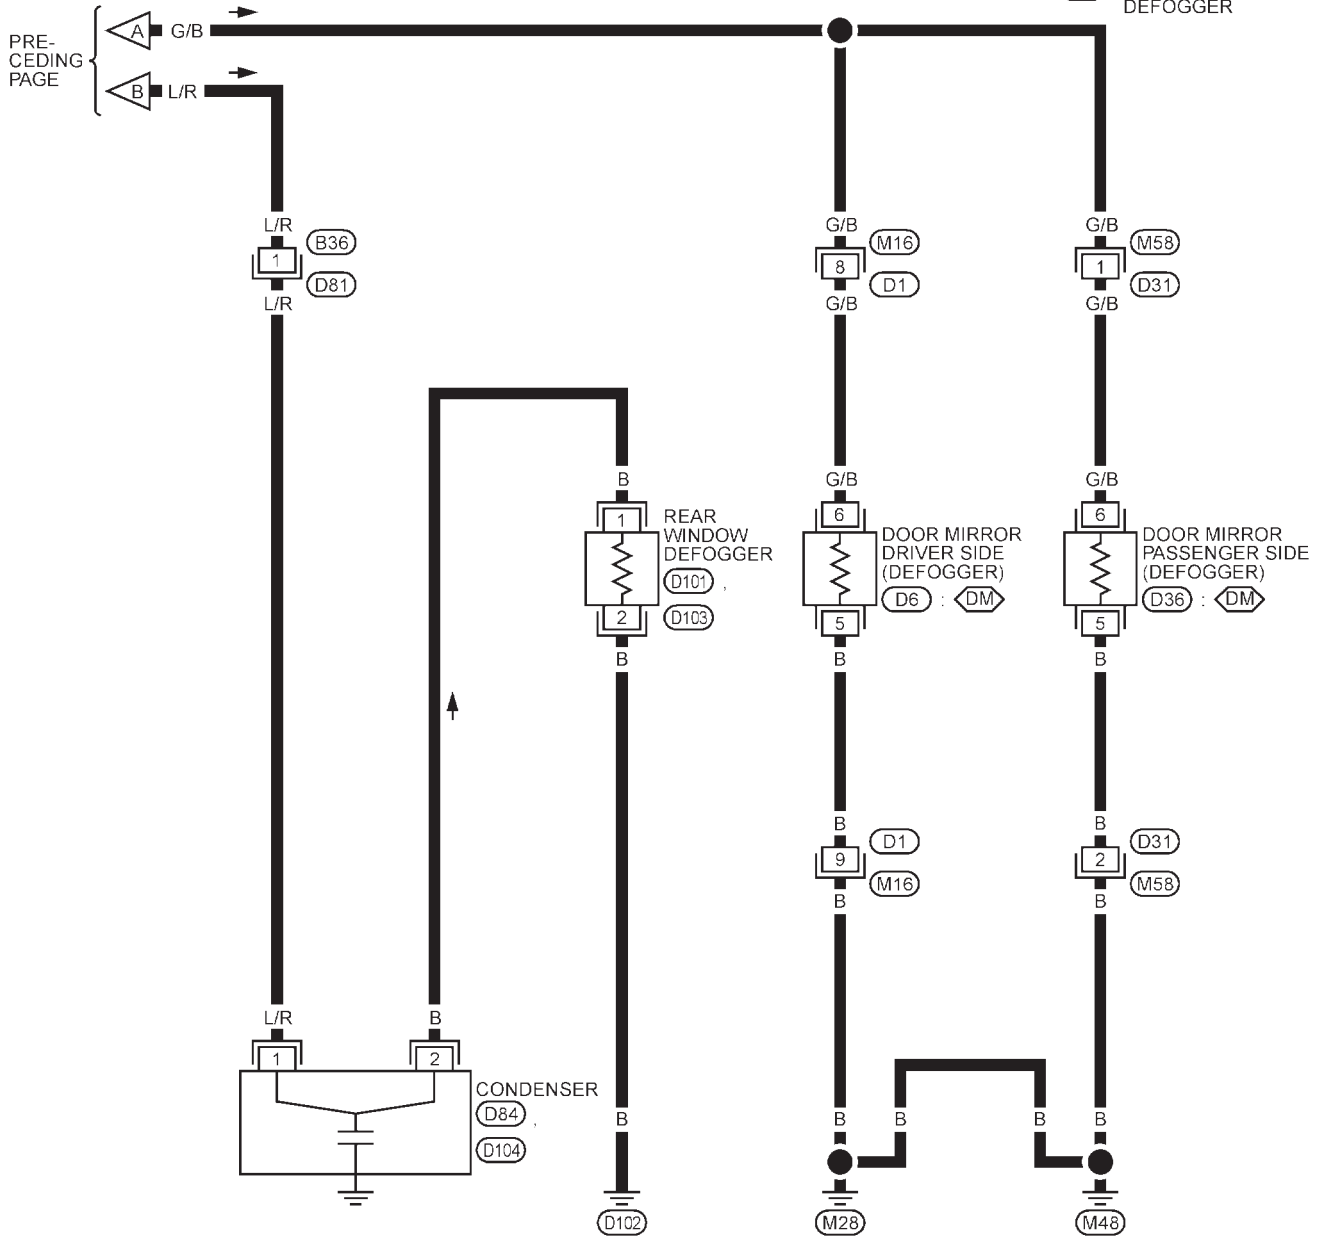 DEFOGGER
PRE-
CEDING
PAGE
A G/B
B L/R
L/R
1 B36
D81
L/R
G/B
8 M16
D1
G/B
G/B
1 M58
D31
G/B
B
1 REAR
WINDOW
DEFOGGER
D101 ,
2 D103
B
G/B
6
DOOR MIRROR
DRIVER SIDE
(DEFOGGER)
D6 : DM
5
B
G/B
6
DOOR MIRROR
PASSENGER SIDE
(DEFOGGER)
D36 : DM
5
B
B
9 D1
M16
B
B
2 D31
M58
B
L/R
1
B
2
CONDENSER
D84 ,
D104
B
D102
B B B B
M28
M48